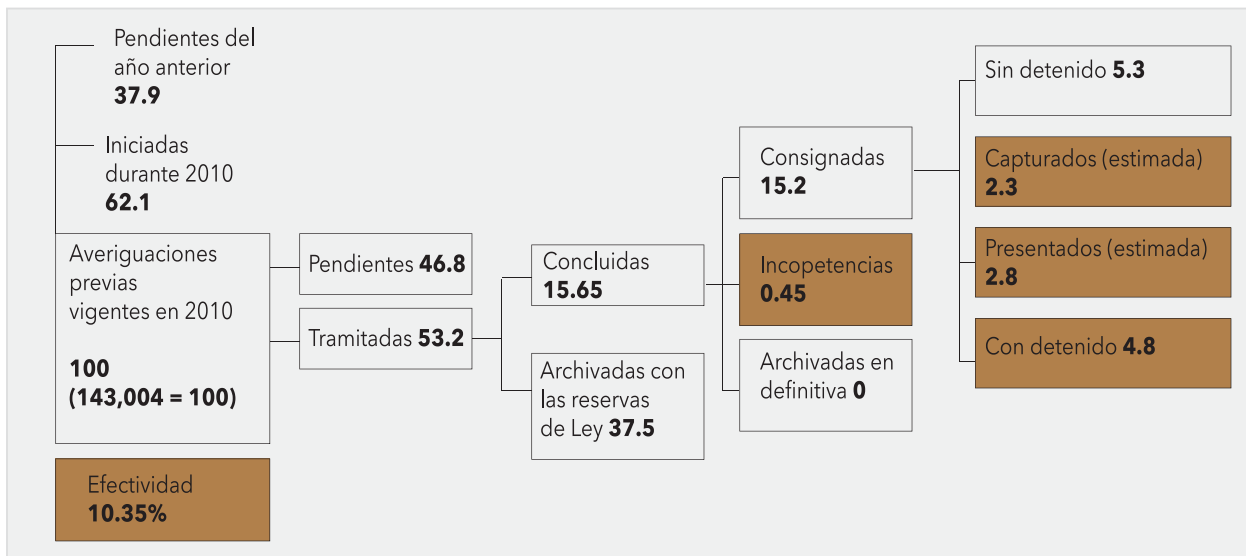 Pendientes del
año anterior
37.9
Iniciadas
durante 2010
62.1
Averiguaciones
previas
vigentes en 2010
100
(143,004 = 100)
Efectividad
10.35%
Pendientes 46.8
Tramitadas 53.2
Concluidas
15.65
Archivadas con
las reservas
de Ley 37.5
Consignadas
15.2
Incopetencias
0.45
Archivadas en
definitiva 0
Sin detenido 5.3
Capturados (estimada)
2.3
Presentados (estimada)
2.8
Con detenido 4.8